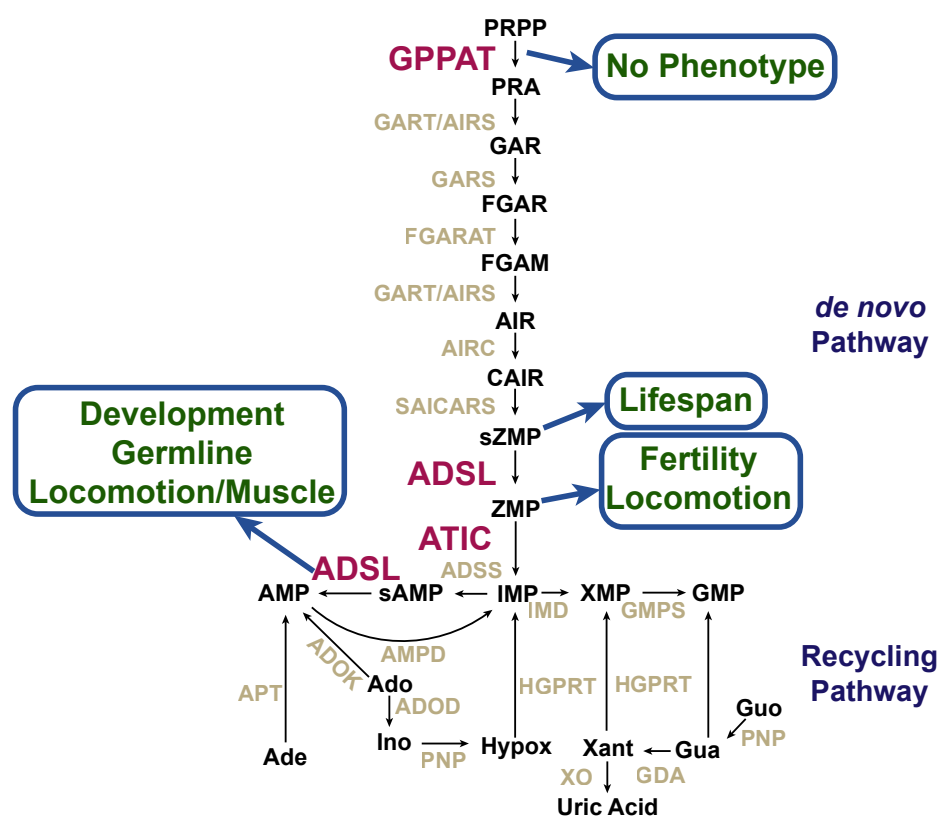 PRPP
GPPAT
No Phenotype
PRA
GART/AIRS
GAR
GARS
FGAR
FGARAT
FGAM
GART/AIRS
AIR
de novo
Pathway
AIRC
CAIR
SAICARS
Lifespan
sZMP
Development
Germline
Locomotion/Muscle
ADSL
Fertility
Locomotion
ZMP
ATIC
ADSL
ADSS
AMP
sAMP
IMP
XMP
GMP
IMD
GMPS
AMPD
ADOK
APT
Ado
ADOD
HGPRT
HGPRT
Recycling
Pathway
Guo
PNP
Ade
Ino
PNP
Hypox
Xant
Gua
XO
GDA
Uric Acid